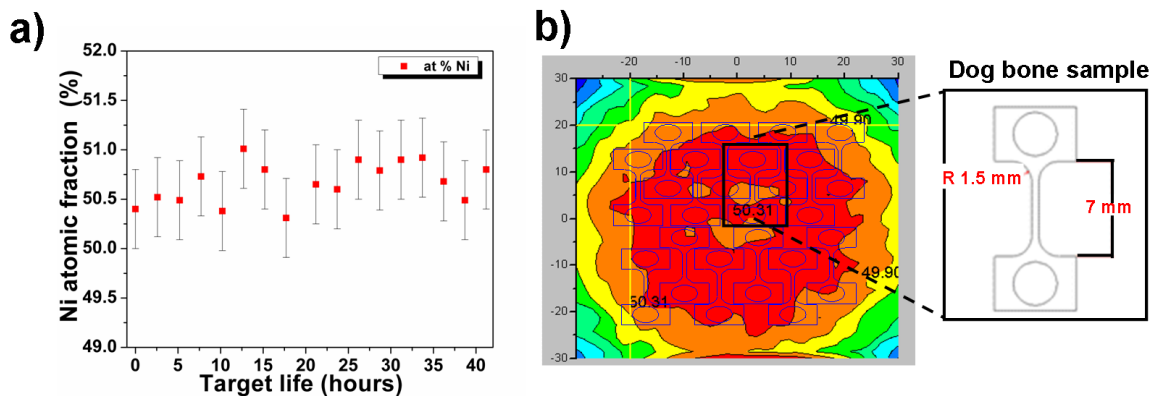 a)
52.0
51.5
51.0
50.5
50.0
49.5
49.0
Ni atomic fraction (%)
at % Ni
0 5 10 15 20 25 30 35 40
Target life (hours)
b)
-20 -10 0 10 20 30
30
20
10
0
-10
-20
-30
49.90
50.31
49.90
50.31
Dog bone sample
R 1.5 mm
7 mm